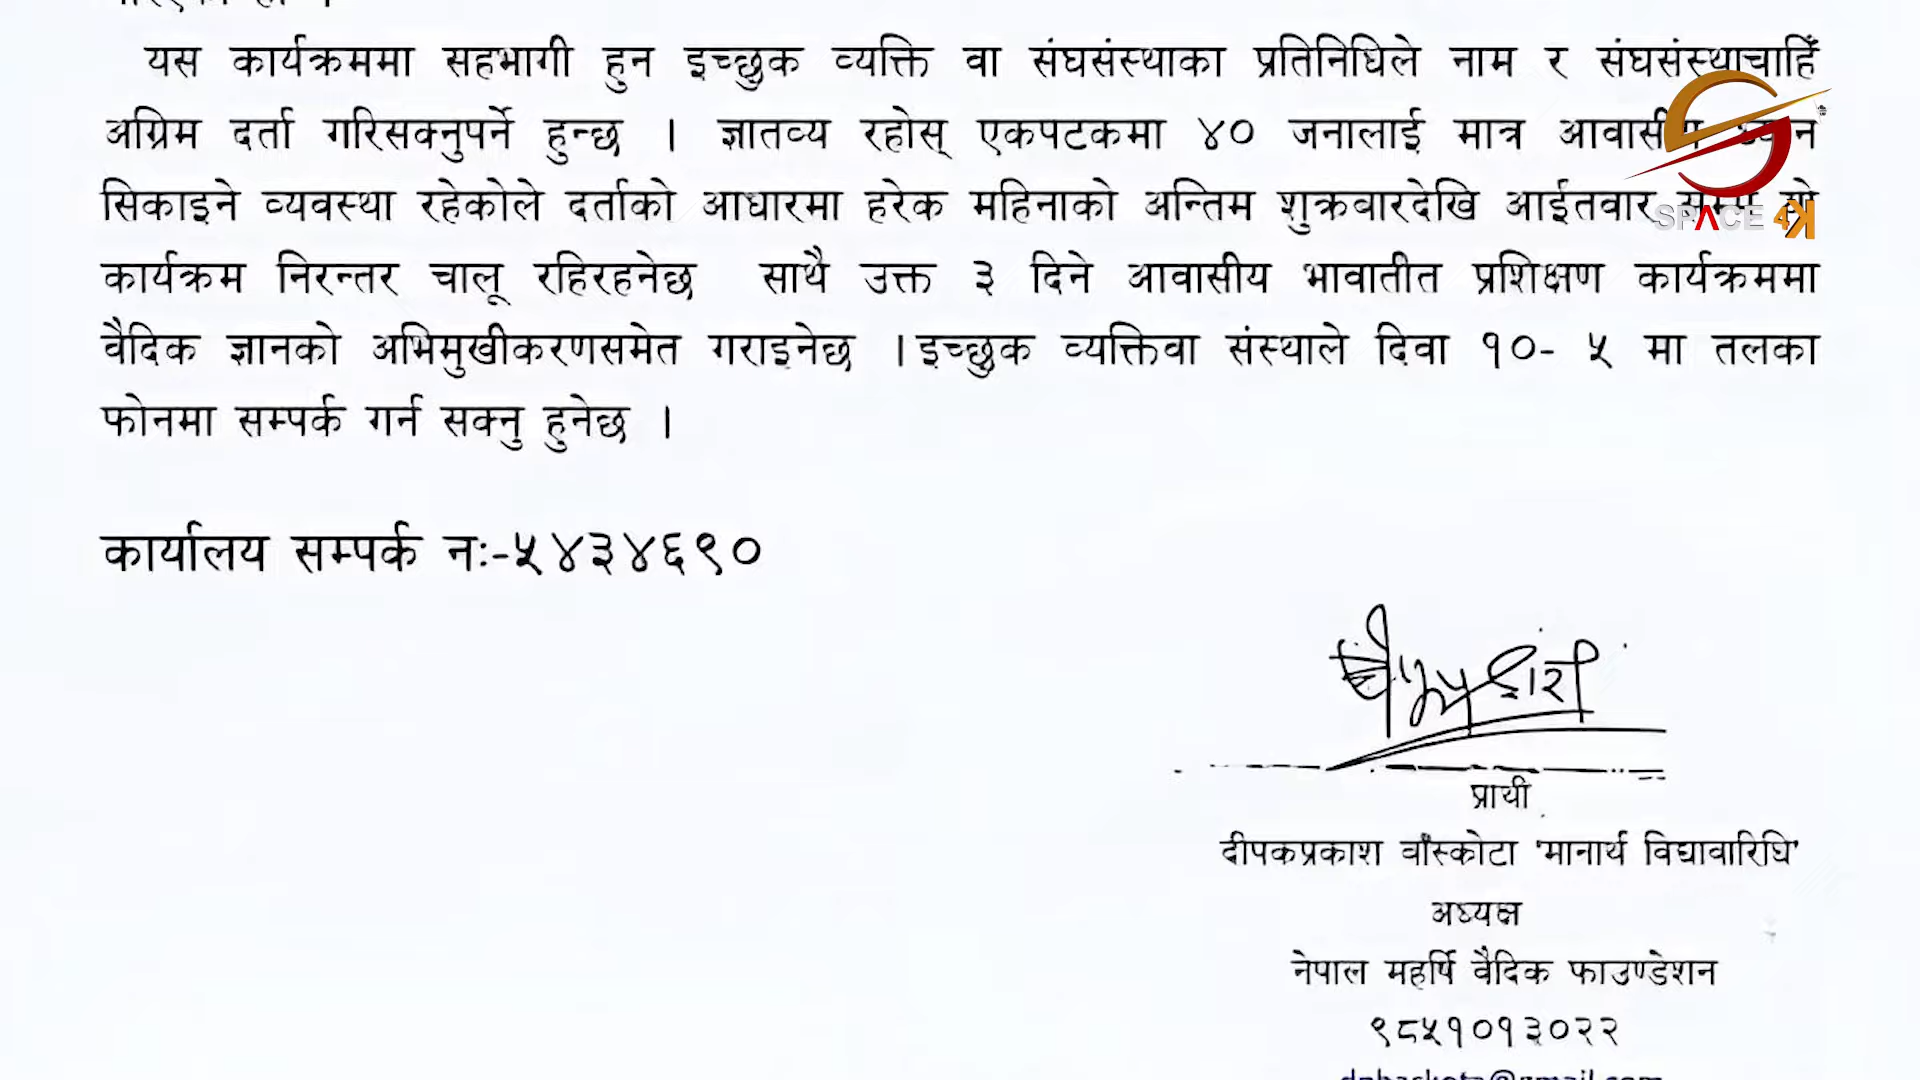 यस कार्यक्रममा सहभागी हुन इच्छुक व्यक्ति वा संघसंस्थाका प्रतिनिधिले नाम र संघसंस्थाचाहिँ
अग्रिम दर्ता गरिसक्नुपर्ने हुन्छ । ज्ञातव्य रहोस् एकपटकमा ४० जनालाई मात्र आवासीय ध्यान
सिकाइने व्यवस्था रहेकोले दर्ताको आधारमा हरेक महिनाको अन्तिम शुक्रबारदेखि आईतवार सम्म यो
कार्यक्रम निरन्तर चालू रहिरहनेछ साथै उक्त ३ दिने आवासीय भावातीत प्रशिक्षण कार्यक्रममा
वैदिक ज्ञानको अभिमुखीकरणसमेत गराइनेछ ।इच्छुक व्यक्तिवा संस्थाले दिवा १०- ५ मा तलका
फोनमा सम्पर्क गर्न सक्नु हुनेछ ।
SPACE 4K
कार्यालय सम्पर्क नः-५४३४६९०
प्रार्थी
दीपकप्रकाश वाँस्कोटा 'मानार्थ विद्यावारिधि'
अध्यक्ष
नेपाल महर्षि वैदिक फाउण्डेशन
९८५१०१३०२२